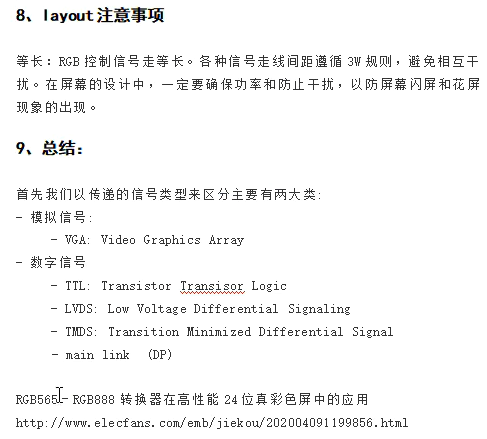 8、layout注意事项
等长：RGB 控制信号走等长。各种信号走线间距遵循 3W 规则，避免相互干
扰。在屏幕的设计中，一定要确保功率和防止干扰，以防屏幕闪屏和花屏
现象的出现。
9、总结：
首先我们以传递的信号类型来区分主要有两大类：
- 模拟信号：
- VGA: Video Graphics Array
- 数字信号
- TTL: Transistor Transisor Logic
- LVDS: Low Voltage Differential Signaling
- TMDS: Transition Minimized Differential Signal
- main link （DP）
RGB565- RGB888 转换器在高性能 24 位真彩色屏中的应用
http://www.elecfans.com/emb/jiekou/202004091199856.html